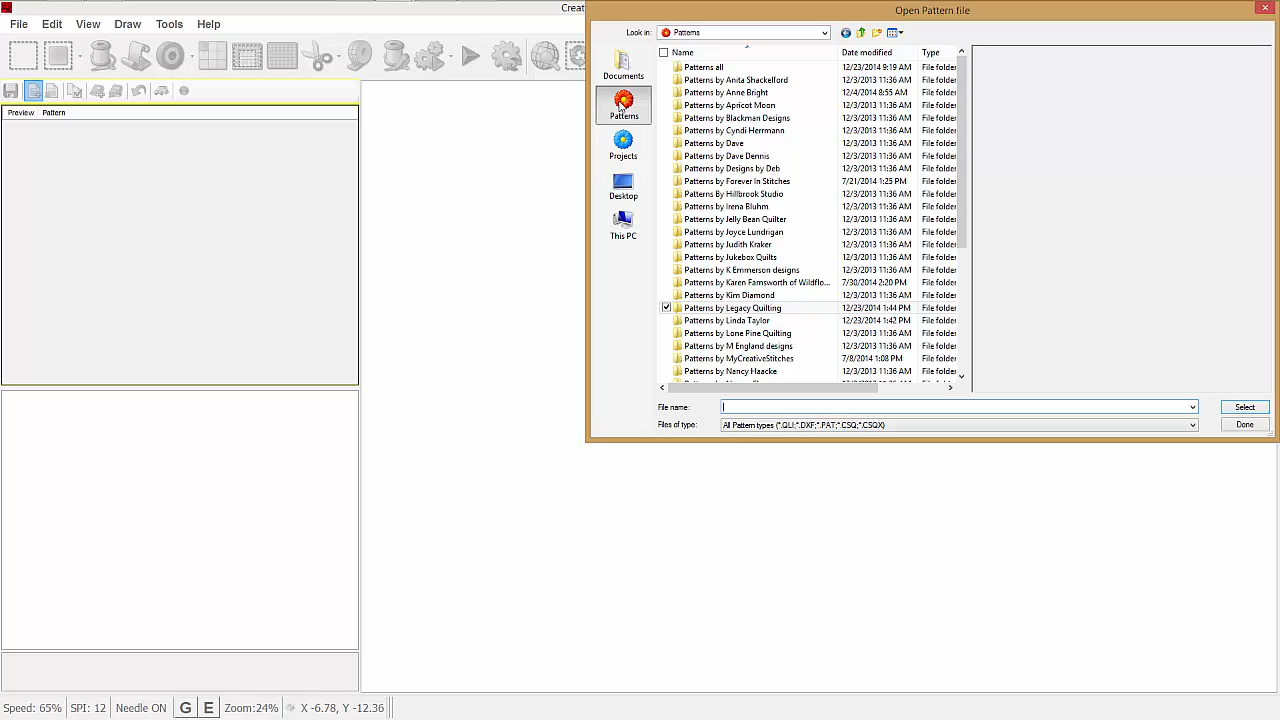 Creat
Open Pattern file
File Edit View Draw Tools Help
Look in: Patterns
Name Date modified Type
Documents
Patterns
Projects
Desktop
This PC
Patterns all 12/23/2014 9:19 AM File folder
Patterns by Anita Shackelford 12/3/2013 11:36 AM File folder
Patterns by Anne Bright 12/4/2014 8:55 AM File folder
Patterns by Apricot Moon 12/3/2013 11:36 AM File folder
Patterns by Blackman Designs 12/3/2013 11:36 AM File folder
Patterns by Cyndi Herrmann 12/3/2013 11:36 AM File folder
Patterns by Dave 12/3/2013 11:36 AM File folder
Patterns by Dave Dennis 12/3/2013 11:36 AM File folder
Patterns by Designs by Deb 12/3/2013 11:36 AM File folder
Patterns by Forever In Stitches 7/21/2014 1:25 PM File folder
Patterns by Hillbrook Studio 12/3/2013 11:36 AM File folder
Patterns by Irena Bluhm 12/3/2013 11:36 AM File folder
Patterns by Jelly Bean Quilter 12/3/2013 11:36 AM File folder
Patterns by Joyce Lundrigan 12/3/2013 11:36 AM File folder
Patterns by Judith Kraker 12/3/2013 11:36 AM File folder
Patterns by Jukebox Quilts 12/3/2013 11:36 AM File folder
Patterns by K Emmerson designs 12/3/2013 11:36 AM File folder
Patterns by Karen Farnsworth of Wildflo... 7/30/2014 2:20 PM File folder
Patterns by Kim Diamond 12/3/2013 11:36 AM File folder
Patterns by Legacy Quilting 12/23/2014 1:44 PM File folder
Patterns by Linda Taylor 12/23/2014 1:42 PM File folder
Patterns by Lone Pine Quilting 12/3/2013 11:36 AM File folder
Patterns by M England designs 12/3/2013 11:36 AM File folder
Patterns by MyCreativeStitches 7/8/2014 1:08 PM File folder
Patterns by Nancy Haacke 12/3/2013 11:36 AM File folder
File name: Select
Files of type: All Pattern types (*.QLI;*.DXF;*.PAT;*.CSQ;*.CSQX) Done
Preview Pattern
Speed: 65% SPI: 12 Needle ON G E Zoom:24% X -6.78, Y -12.36